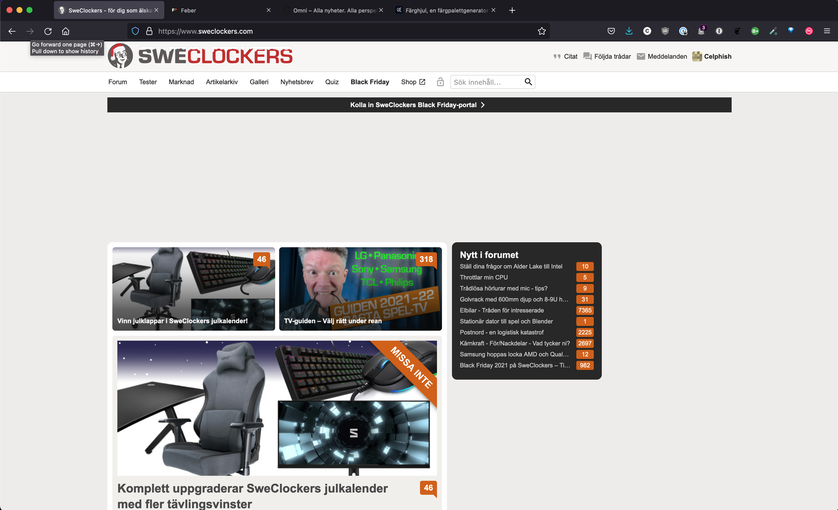 SweClockers - för dig som älska
Feber
Omni – Alla nyheter. Alla perspe
Färghjul, en färgpalettgenerator
https://www.sweclockers.com
Go forward one page (⌘→)
Pull down to show history
SWECLOCKERS
Citat
Följda trådar
Meddelanden
Celphish
Forum
Tester
Marknad
Artikelarkiv
Galleri
Nyhetsbrev
Quiz
Black Friday
Shop
Sök innehåll...
Kolla in SweClockers Black Friday-portal
46
Vinn julklappar i SweClockers julkalender!
LG • Panasonic
Sony • Samsung
TCL • Philips
318
GUIDEN 2021-22
STA SPEL-TV
TV-guiden – Välj rätt under rean
Nytt i forumet
Ställ dina frågor om Alder Lake till Intel 10
Throttlar min CPU 5
Trådlösa hörlurar med mic - tips? 9
Golvrack med 600mm djup och 8-9U h... 31
Elbilar - Tråden för intresserade 7365
Stationär dator till spel och Blender 1
Postnord - en logistisk katastrof 2225
Kärnkraft - För/Nackdelar - Vad tycker ni? 2697
Samsung hoppas locka AMD och Qual... 12
Black Friday 2021 på SweClockers – Ti... 982
MISSA INTE
S
Komplett uppgraderar SweClockers julkalender
med fler tävlingsvinster
46